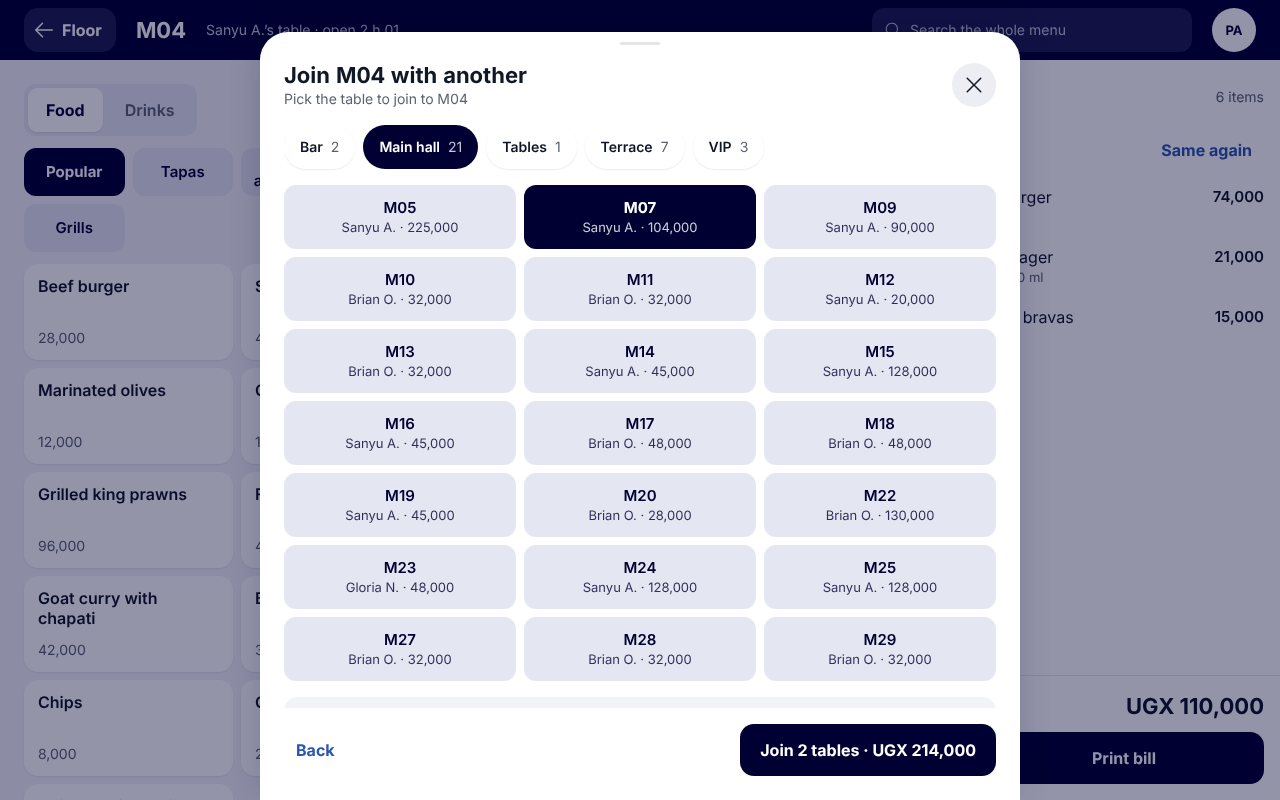 Floor
M04
Sanyu A.'s table · open 2 h 01
Search the whole menu
PA
Join M04 with another
Pick the table to join to M04
Bar 2
Main hall 21
Tables 1
Terrace 7
VIP 3
M05
Sanyu A. · 225,000
M07
Sanyu A. · 104,000
M09
Sanyu A. · 90,000
M10
Brian O. · 32,000
M11
Brian O. · 32,000
M12
Sanyu A. · 20,000
M13
Brian O. · 32,000
M14
Sanyu A. · 45,000
M15
Sanyu A. · 128,000
M16
Sanyu A. · 45,000
M17
Brian O. · 48,000
M18
Brian O. · 48,000
M19
Sanyu A. · 45,000
M20
Brian O. · 28,000
M22
Brian O. · 130,000
M23
Gloria N. · 48,000
M24
Sanyu A. · 128,000
M25
Sanyu A. · 128,000
M27
Brian O. · 32,000
M28
Brian O. · 32,000
M29
Brian O. · 32,000
Back
Join 2 tables · UGX 214,000
Food
Drinks
Popular
Tapas
Grills
Beef burger
28,000
Marinated olives
12,000
Grilled king prawns
96,000
Goat curry with
chapati
42,000
Chips
8,000
6 items
Same again
74,000
21,000
bravas
15,000
UGX 110,000
Print bill